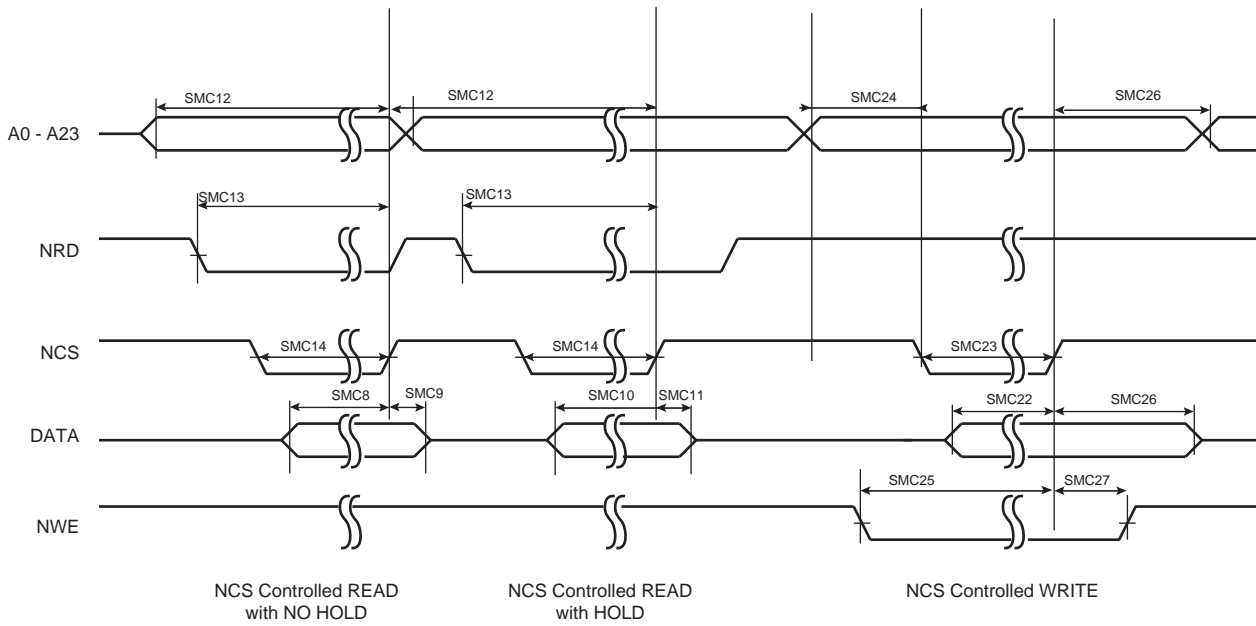 SMC12
SMC12
SMC24
SMC26
A0 - A23
SMC13
SMC13
NRD
NCS
SMC14
SMC14
SMC23
SMC8
SMC9
SMC10
SMC11
SMC22
SMC26
DATA
SMC25
SMC27
NWE
NCS Controlled READ
with NO HOLD
NCS Controlled READ
with HOLD
NCS Controlled WRITE